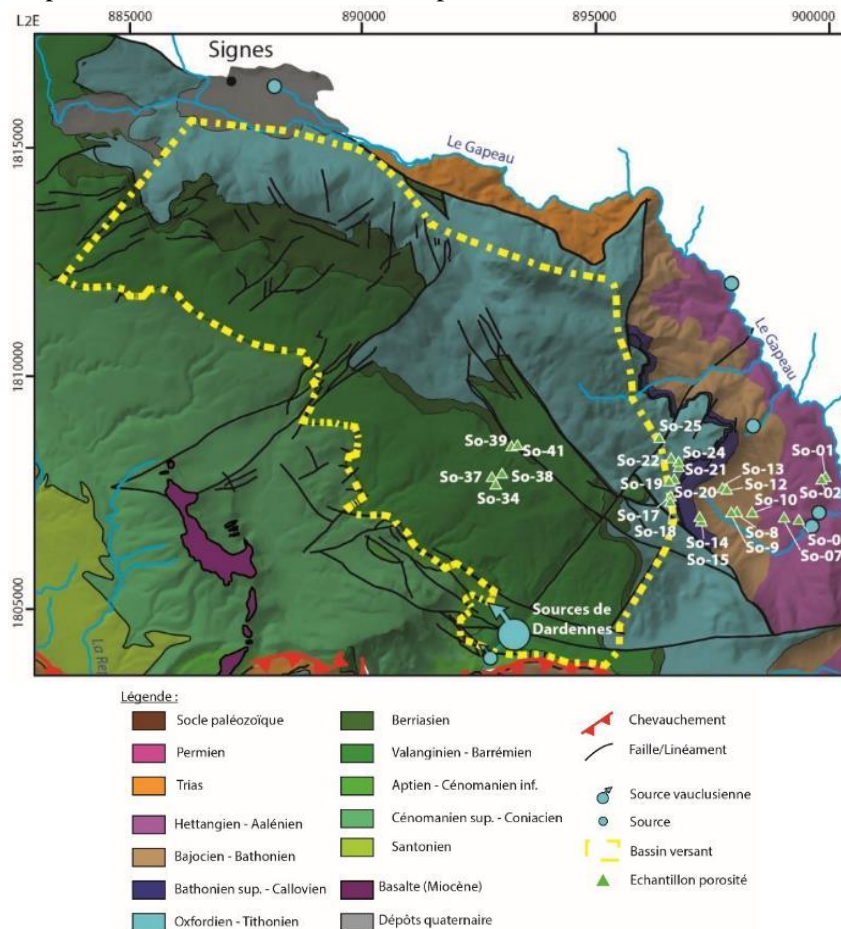 L2E 885000 890000 895000 900000
Signes
1815000
Le Gapeau
1810000
Le Gapeau
So-25
So-39
So-41
So-22
So-24
So-21
So-01
So-37
So-38
So-19
So-13
So-12
So-34
So-20
So-10
So-02
So-17
So-18
So-8
So-9
So-0
So-07
So-14
So-15
1805000
Sources de
Dardennes
Légende :
Socle paléozoïque
Permien
Trias
Hettangien - Aalénien
Bajocien - Bathonien
Bathonien sup. - Callovien
Oxfordien - Tithonien
Berriasien
Valanginien - Barrémien
Aptien - Cénomanien inf.
Cénomanien sup. - Coniacien
Santonien
Basalte (Miocène)
Dépôts quaternaire
Chevauchement
Faille/Linéament
Source vauclusienne
Source
Bassin versant
Echantillon porosité